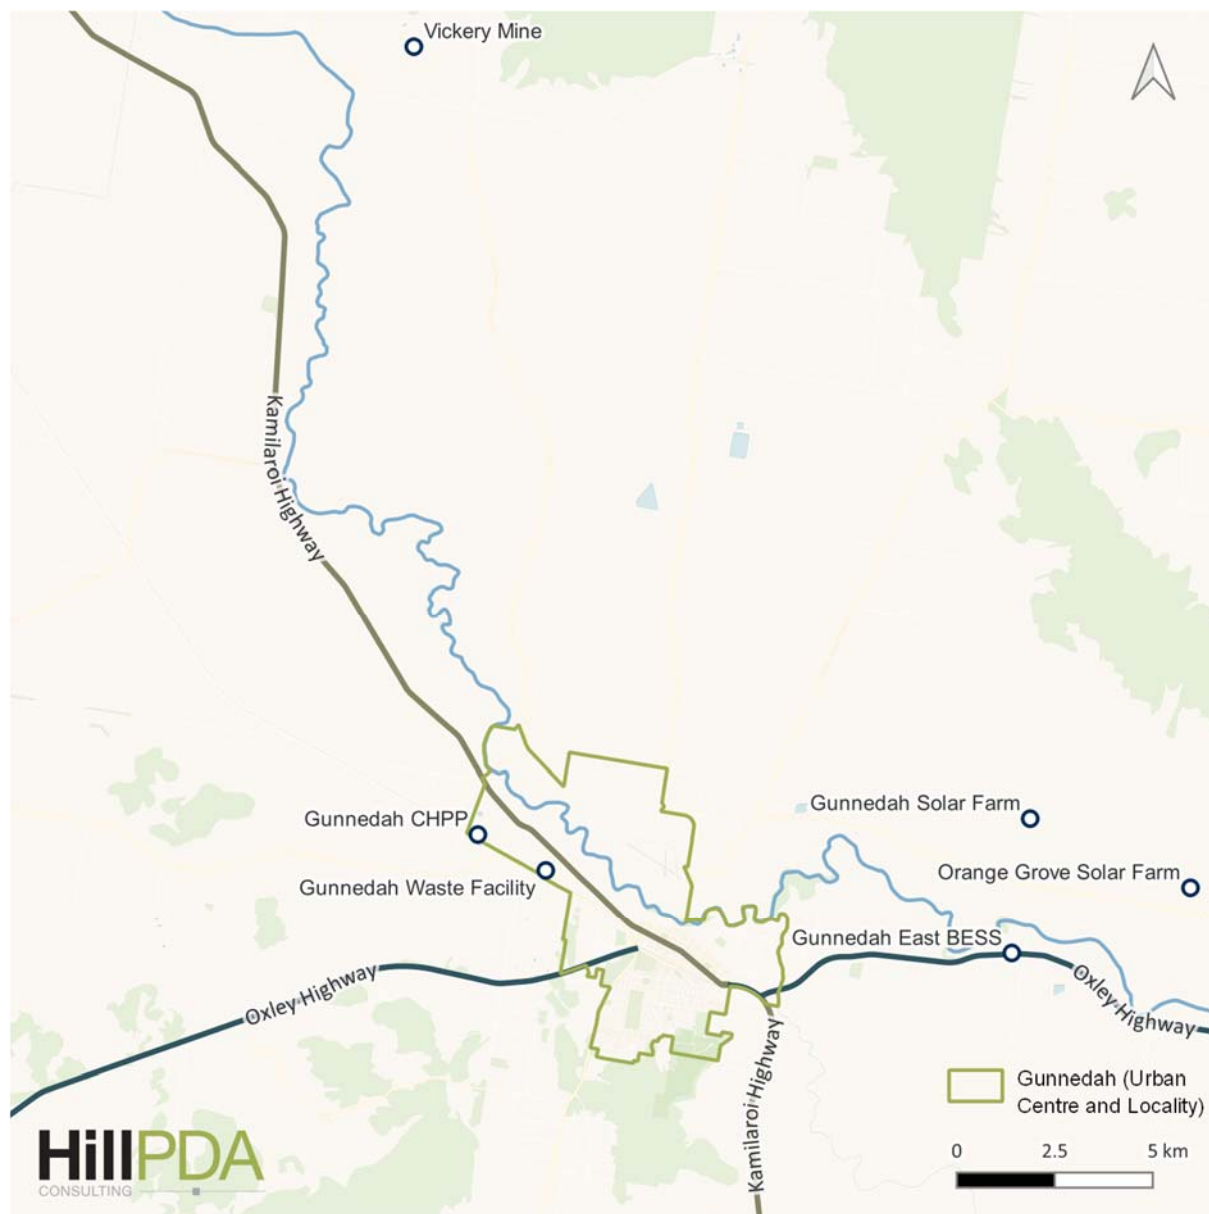 Vickery Mine
Kamilaroi Highway
Gunnedah Solar Farm
Gunnedah CHPP
Orange Grove Solar Farm
Gunnedah Waste Facility
Gunnedah East BESS
Oxley Highway
Oxley Highway
Kamilaroi Highway
Gunnedah (Urban
Centre and Locality)
0 2.5 5 km
HillPDA
CONSULTING